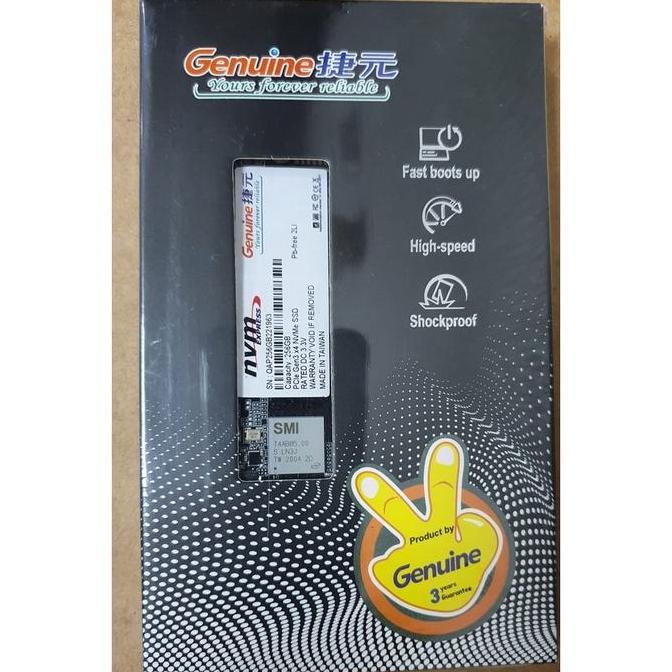 Genuine捷元
Yours forever reliable
Fast boots up
High-speed
Shockproof
Genuine捷元
Yours forever reliable
Pb-free 2LI
nvm
EXPRESS
SN : QAP256GB221963
Capacity : 256GB
PCIe Gen3 x4 NVMe SSD
RATED DC 3.3V
WARRANTY VOID IF REMOVED
MADE IN TAIWAN
SMI
Product by
Genuine
3 years
Guarantee